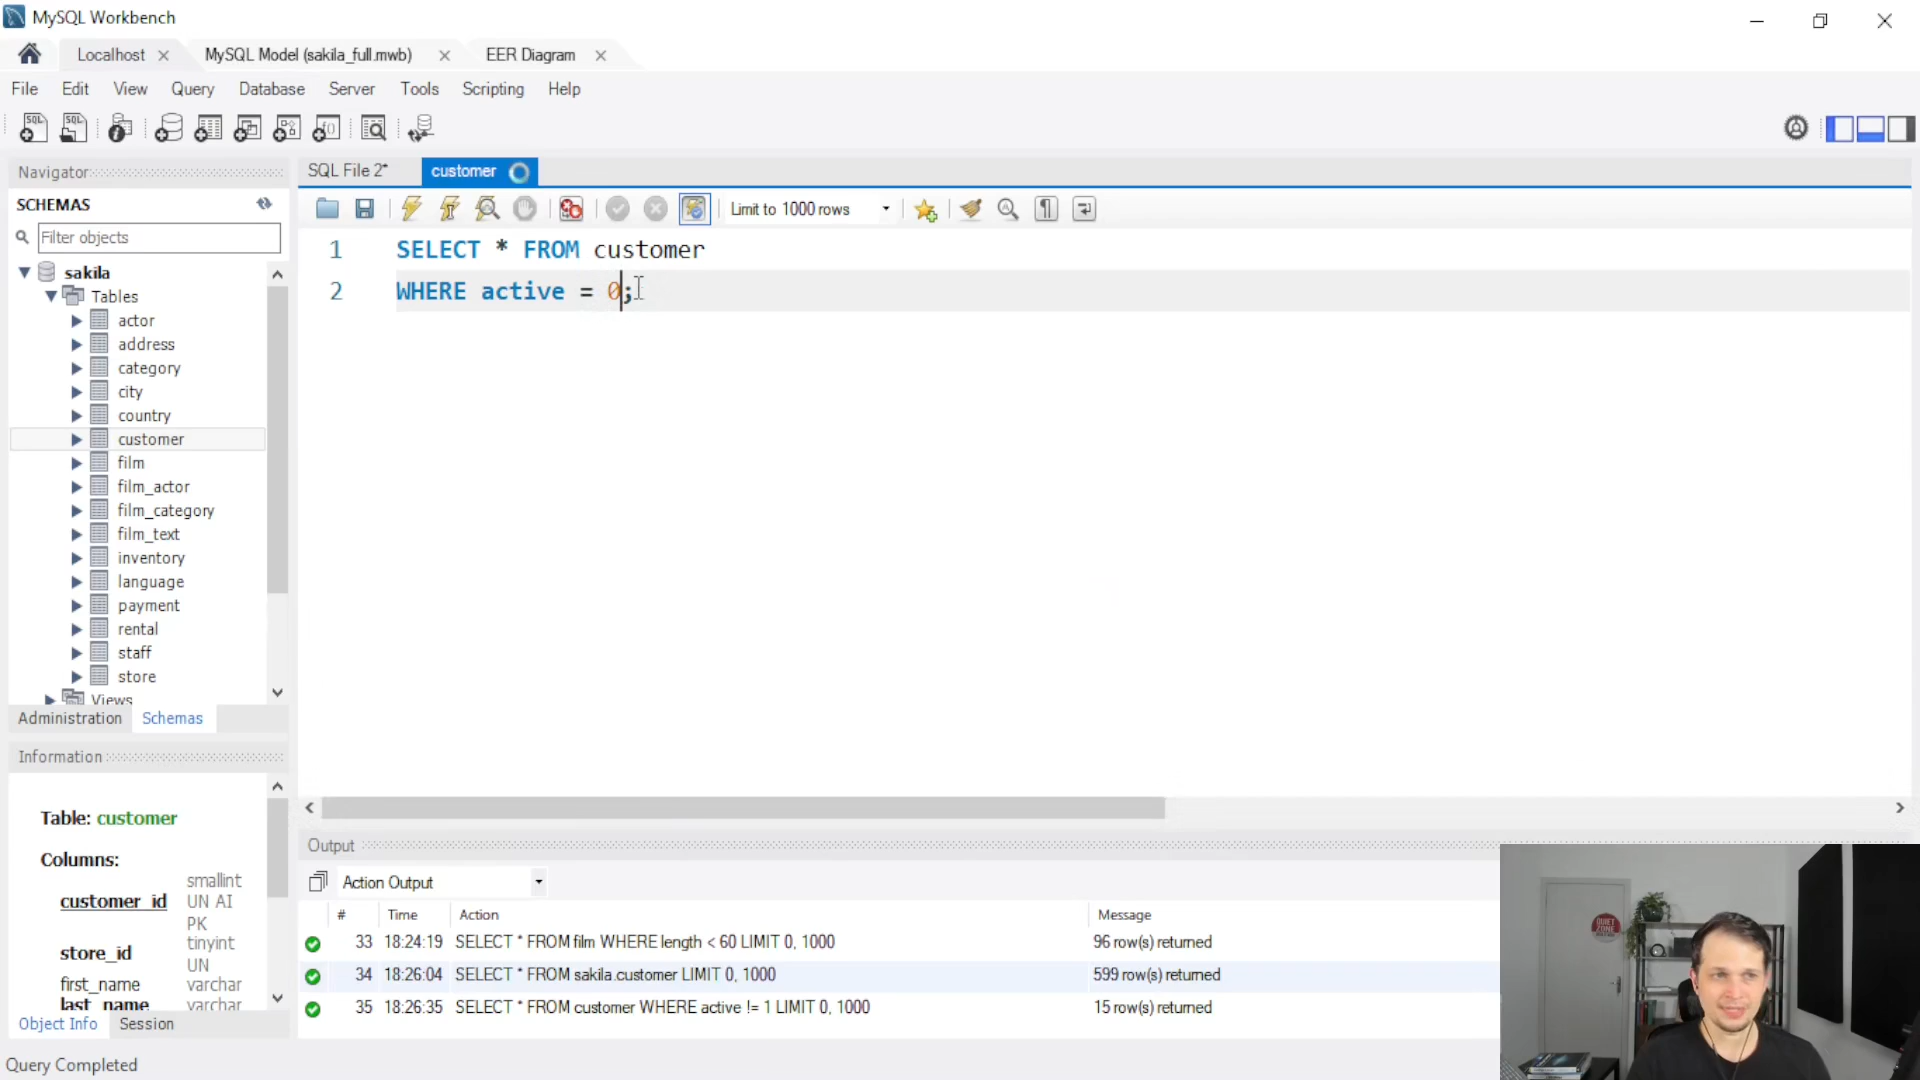 MySQL Workbench
Localhost
MySQL Model (sakila_full.mwb)
EER Diagram
File Edit View Query Database Server Tools Scripting Help
Navigator
SQL File 2*
customer
SCHEMAS
Limit to 1000 rows
Filter objects
1 SELECT * FROM customer
2 WHERE active = 0;
sakila
Tables
actor
address
category
city
country
customer
film
film_actor
film_category
film_text
inventory
language
payment
rental
staff
store
Views
Administration Schemas
Information
Table: customer
Columns:
customer_id smallint UN AI PK
store_id tinyint UN
first_name varchar
last_name varchar
Object Info Session
Output
Action Output
# Time Action Message
33 18:24:19 SELECT * FROM film WHERE length < 60 LIMIT 0, 1000 96 row(s) returned
34 18:26:04 SELECT * FROM sakila.customer LIMIT 0, 1000 599 row(s) returned
35 18:26:35 SELECT * FROM customer WHERE active != 1 LIMIT 0, 1000 15 row(s) returned
Query Completed
QUIET ZONE